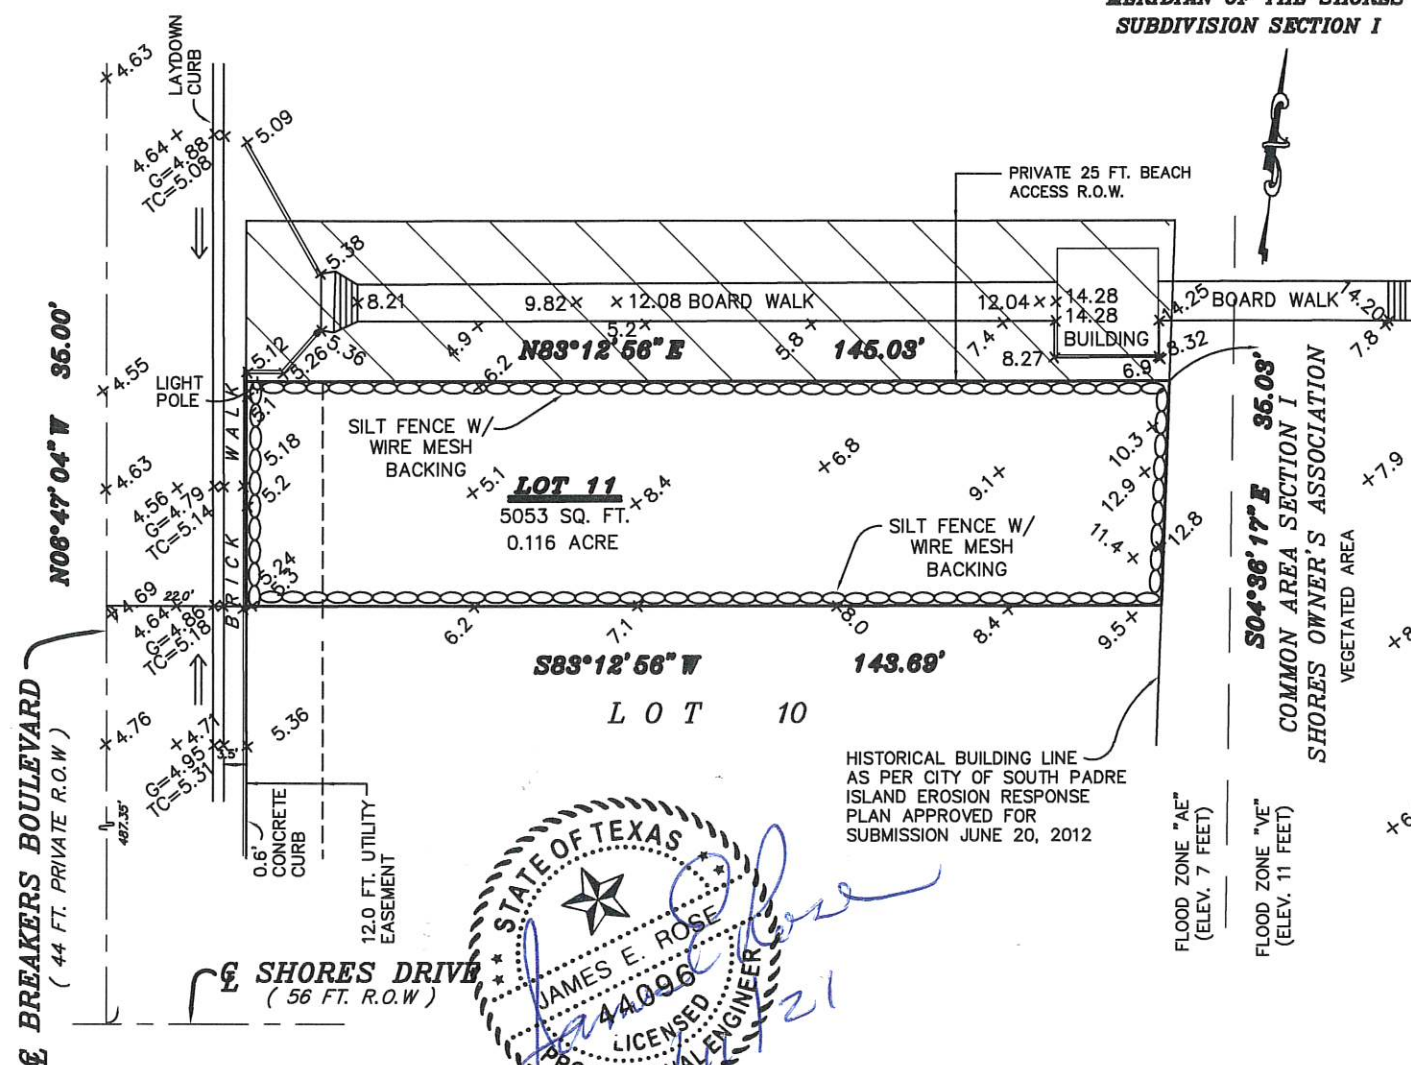 MERIDIAN OF THE SHORES
SUBDIVISION SECTION I
LAYDOWN
CURB
4.63
4.64
G=4.88
TC=5.08
5.09
PRIVATE 25 FT. BEACH
ACCESS R.O.W.
5.38
8.21
9.82
12.08 BOARD WALK
12.04
14.28
14.28
14.25
BOARD WALK
14.20
BUILDING
4.9
5.2
5.8
7.4
8.27
6.9
8.32
7.8
5.12
5.26
5.36
6.2
N83°12'56"E 145.03'
N06°47'04"W 35.00'
4.55
LIGHT
POLE
5.1
SILT FENCE W/
WIRE MESH
BACKING
5.18
5.2
5.1
LOT 11
5053 SQ. FT.
0.116 ACRE
8.4
6.8
9.1
10.3
12.9
11.4
12.8
7.9
4.63
4.56
G=4.79
TC=5.14
BRICK WALK
SILT FENCE W/
WIRE MESH
BACKING
S04°36'17"E 35.03'
COMMON AREA SECTION I
SHORES OWNER'S ASSOCIATION
VEGETATED AREA
5.24
5.3
4.69
22.0'
4.64
G=4.86
TC=5.18
6.2
7.1
8.0
8.4
9.5
S83°12'56"W 143.69'
LOT 10
4.76
4.71
G=4.95
TC=5.31
3.5'
5.36
467.35'
℄ BREAKERS BOULEVARD
( 44 FT. PRIVATE R.O.W )
0.6'
CONCRETE
CURB
12.0 FT. UTILITY
EASEMENT
HISTORICAL BUILDING LINE
AS PER CITY OF SOUTH PADRE
ISLAND EROSION RESPONSE
PLAN APPROVED FOR
SUBMISSION JUNE 20, 2012
FLOOD ZONE "AE"
(ELEV. 7 FEET)
FLOOD ZONE "VE"
(ELEV. 11 FEET)
℄ SHORES DRIVE
( 56 FT. R.O.W )
STATE OF TEXAS
JAMES E. ROSE
44096
LICENSED
James E Rose
21